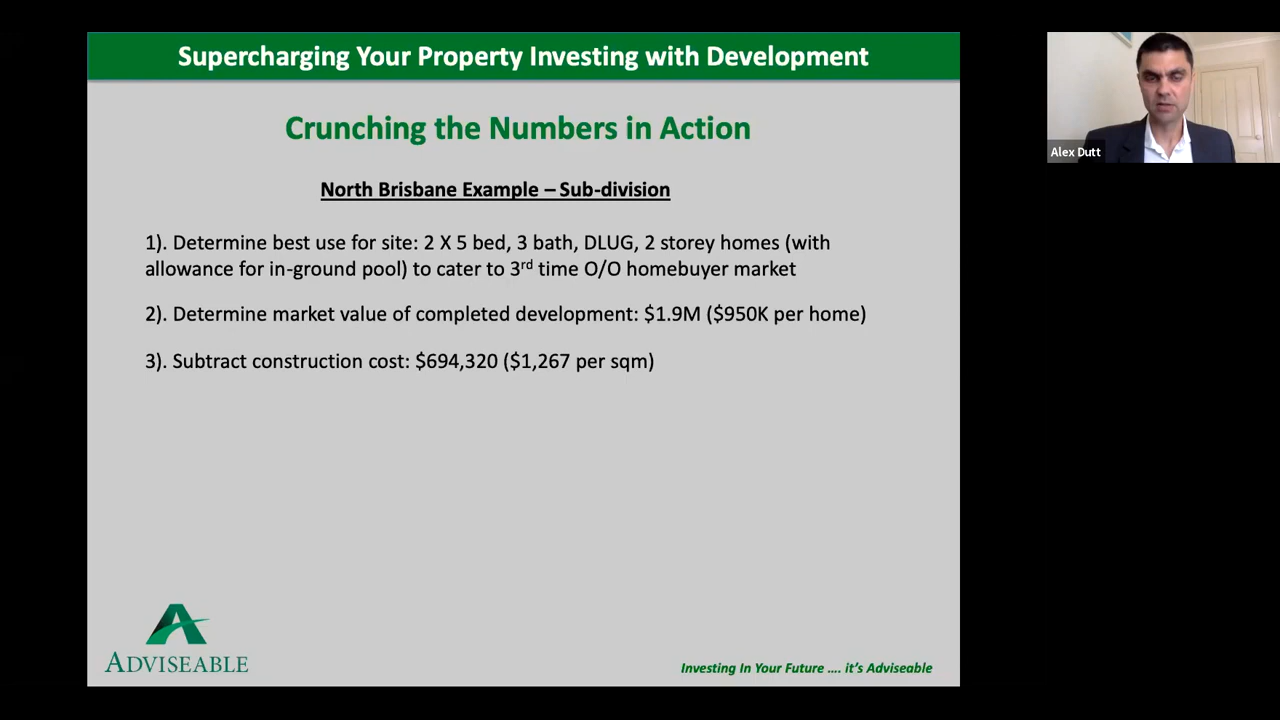 Supercharging Your Property Investing with Development
Crunching the Numbers in Action
North Brisbane Example – Sub-division
1). Determine best use for site: 2 X 5 bed, 3 bath, DLUG, 2 storey homes (with
allowance for in-ground pool) to cater to 3rd time O/O homebuyer market
2). Determine market value of completed development: $1.9M ($950K per home)
3). Subtract construction cost: $694,320 ($1,267 per sqm)
ADVISEABLE
Investing In Your Future .... it's Adviseable
Alex Dutt